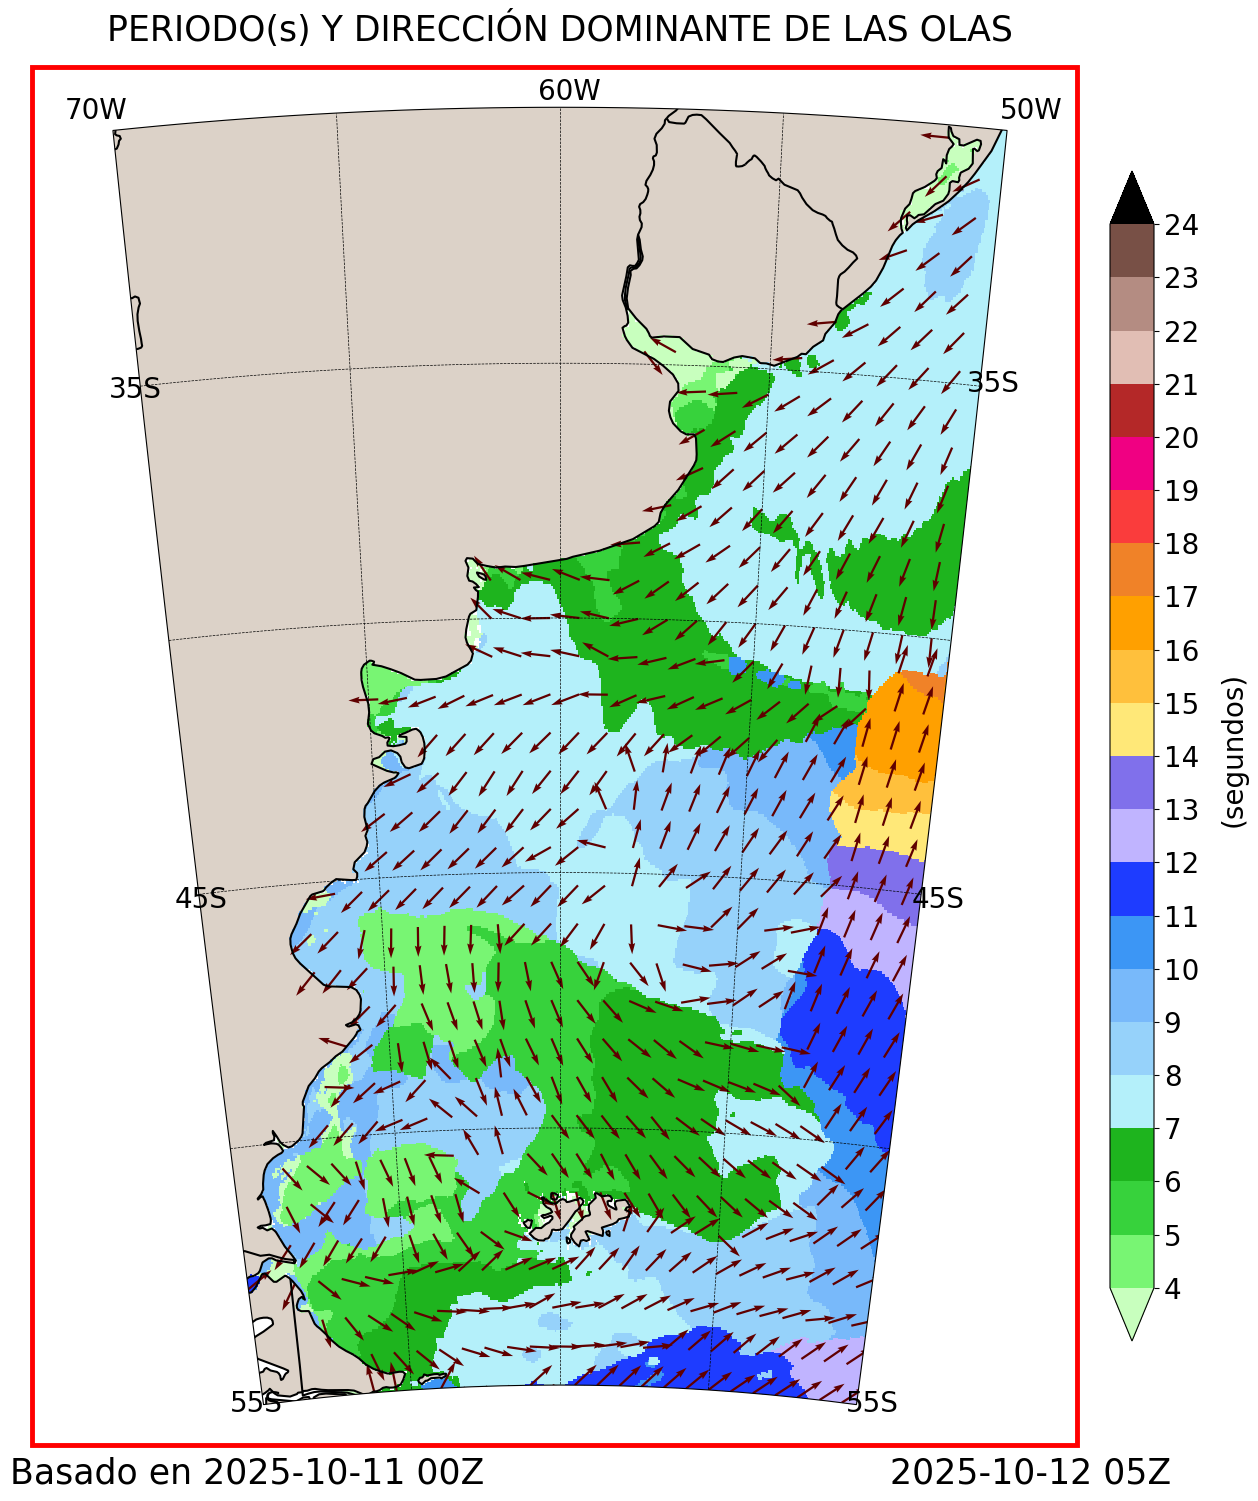 PERIODO(s) Y DIRECCIÓN DOMINANTE DE LAS OLAS
70W
60W
50W
35S
35S
45S
45S
55S
55S
24
23
22
21
20
19
18
17
16
15
14
13
12
11
10
9
8
7
6
5
4
(segundos)
Basado en 2025-10-11 00Z
2025-10-12 05Z